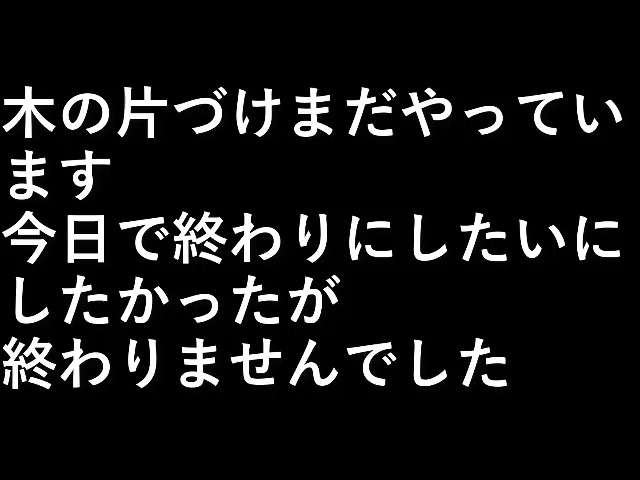 木の片づけまだやってい
ます
今日で終わりにしたいに
したかったが
終わりませんでした